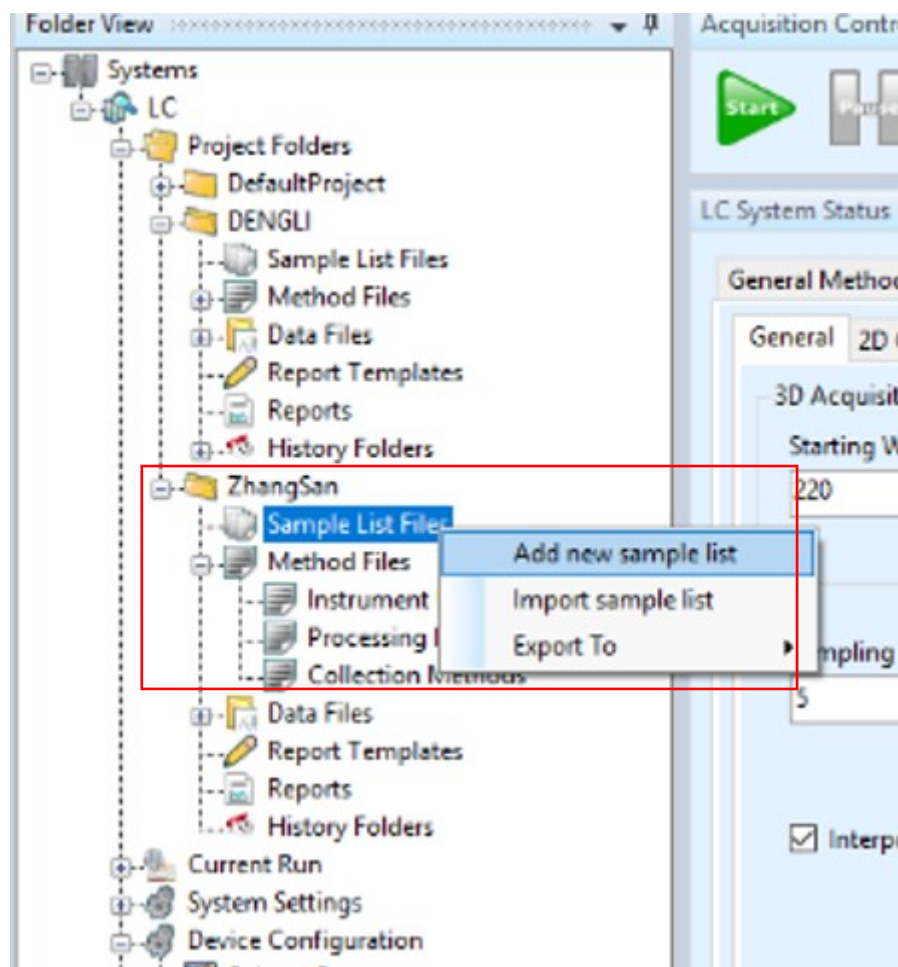 Folder View
Systems
LC
Project Folders
DefaultProject
DENGLI
Sample List Files
Method Files
Data Files
Report Templates
Reports
History Folders
ZhangSan
Sample List Files
Method Files
Instrument
Processing
Collection Methods
Data Files
Report Templates
Reports
History Folders
Current Run
System Settings
Device Configuration
Add new sample list
Import sample list
Export To
Acquisition Contr
Start
Pause
LC System Status
General Method
General
2D
3D Acquisit
Starting W
220
mpling
5
Interp